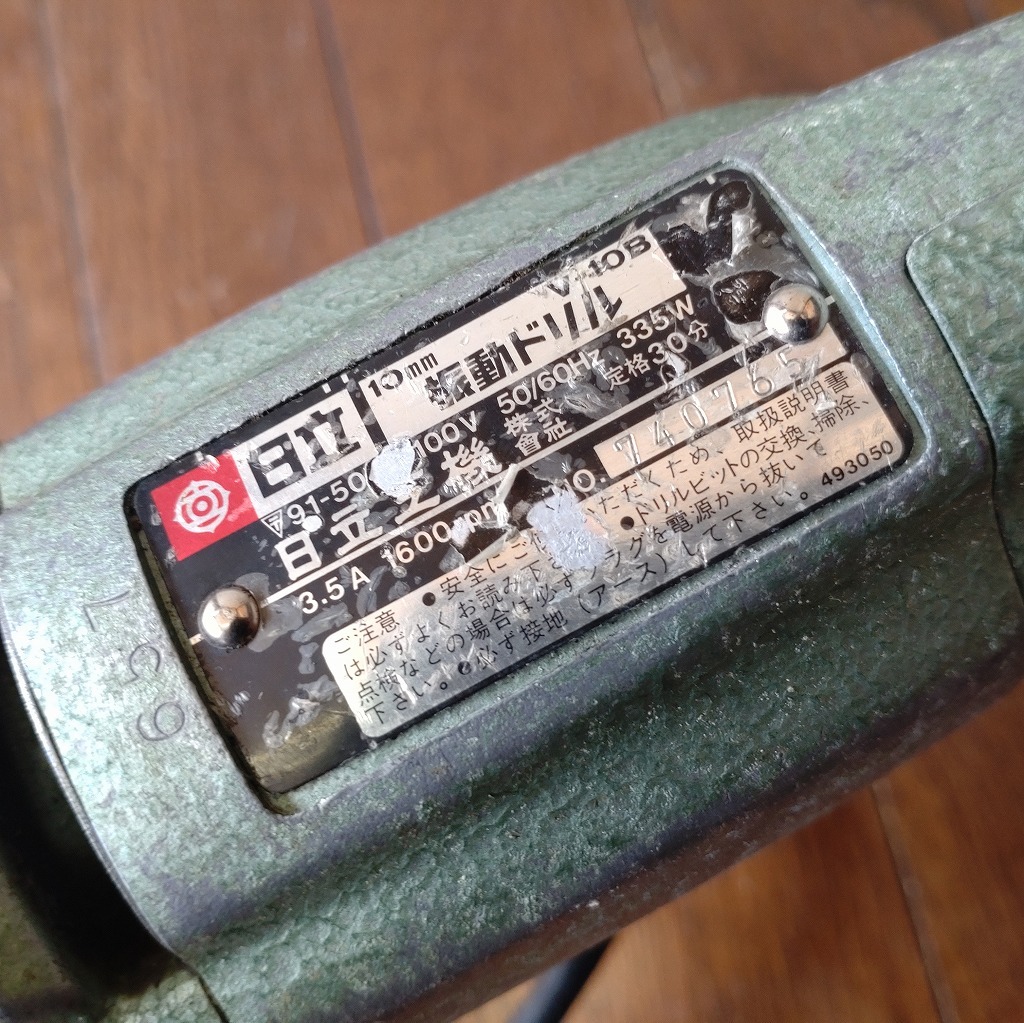 日立
10mm
振動ドリル
V-10B
〒91-50
100V 50/60Hz 335W
日立工機
株式會社
定格30分
3.5A 1600rpm
NO. 740765
ご注意 ●安全にご使 いただくため、取扱説明書
は必ずよくお読み下さ ●ドリルビットの交換、掃除、
点検などの場合は必ずプラグを電源から抜いて
下さい。●必ず接地(アース)して下さい。493050
L59